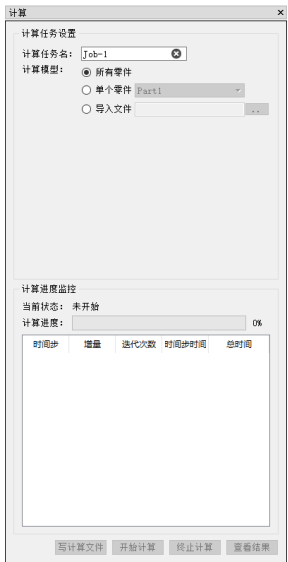 计算
计算任务设置
计算任务名： Job-1
计算模型： 所有零件
单个零件 Part1
导入文件 ..
计算进度监控
当前状态： 未开始
计算进度： 0%
时间步 增量 迭代次数 时间步时间 总时间
写计算文件 开始计算 终止计算 查看结果